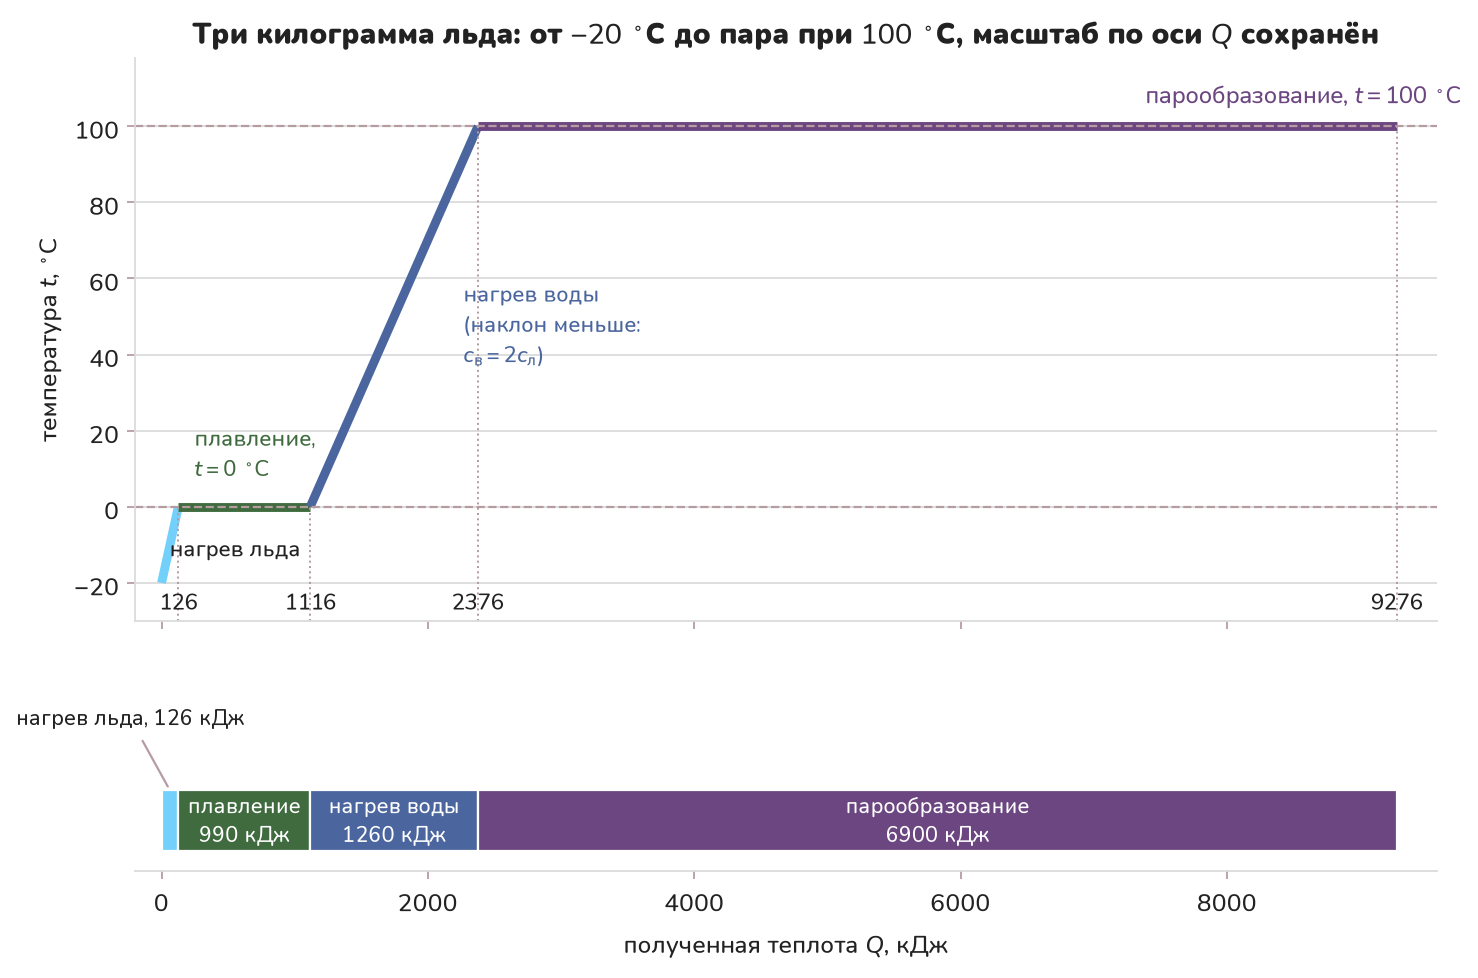 Три килограмма льда: от −20 °C до пара при 100 °C, масштаб по оси Q сохранён
парообразование, t = 100 °C
100
80
60
40
20
0
−20
температура t, °C
нагрев воды
(наклон меньше:
cв = 2cл)
плавление,
t = 0 °C
нагрев льда
126
1116
2376
9276
нагрев льда, 126 кДж
плавление
990 кДж
нагрев воды
1260 кДж
парообразование
6900 кДж
0
2000
4000
6000
8000
полученная теплота Q, кДж